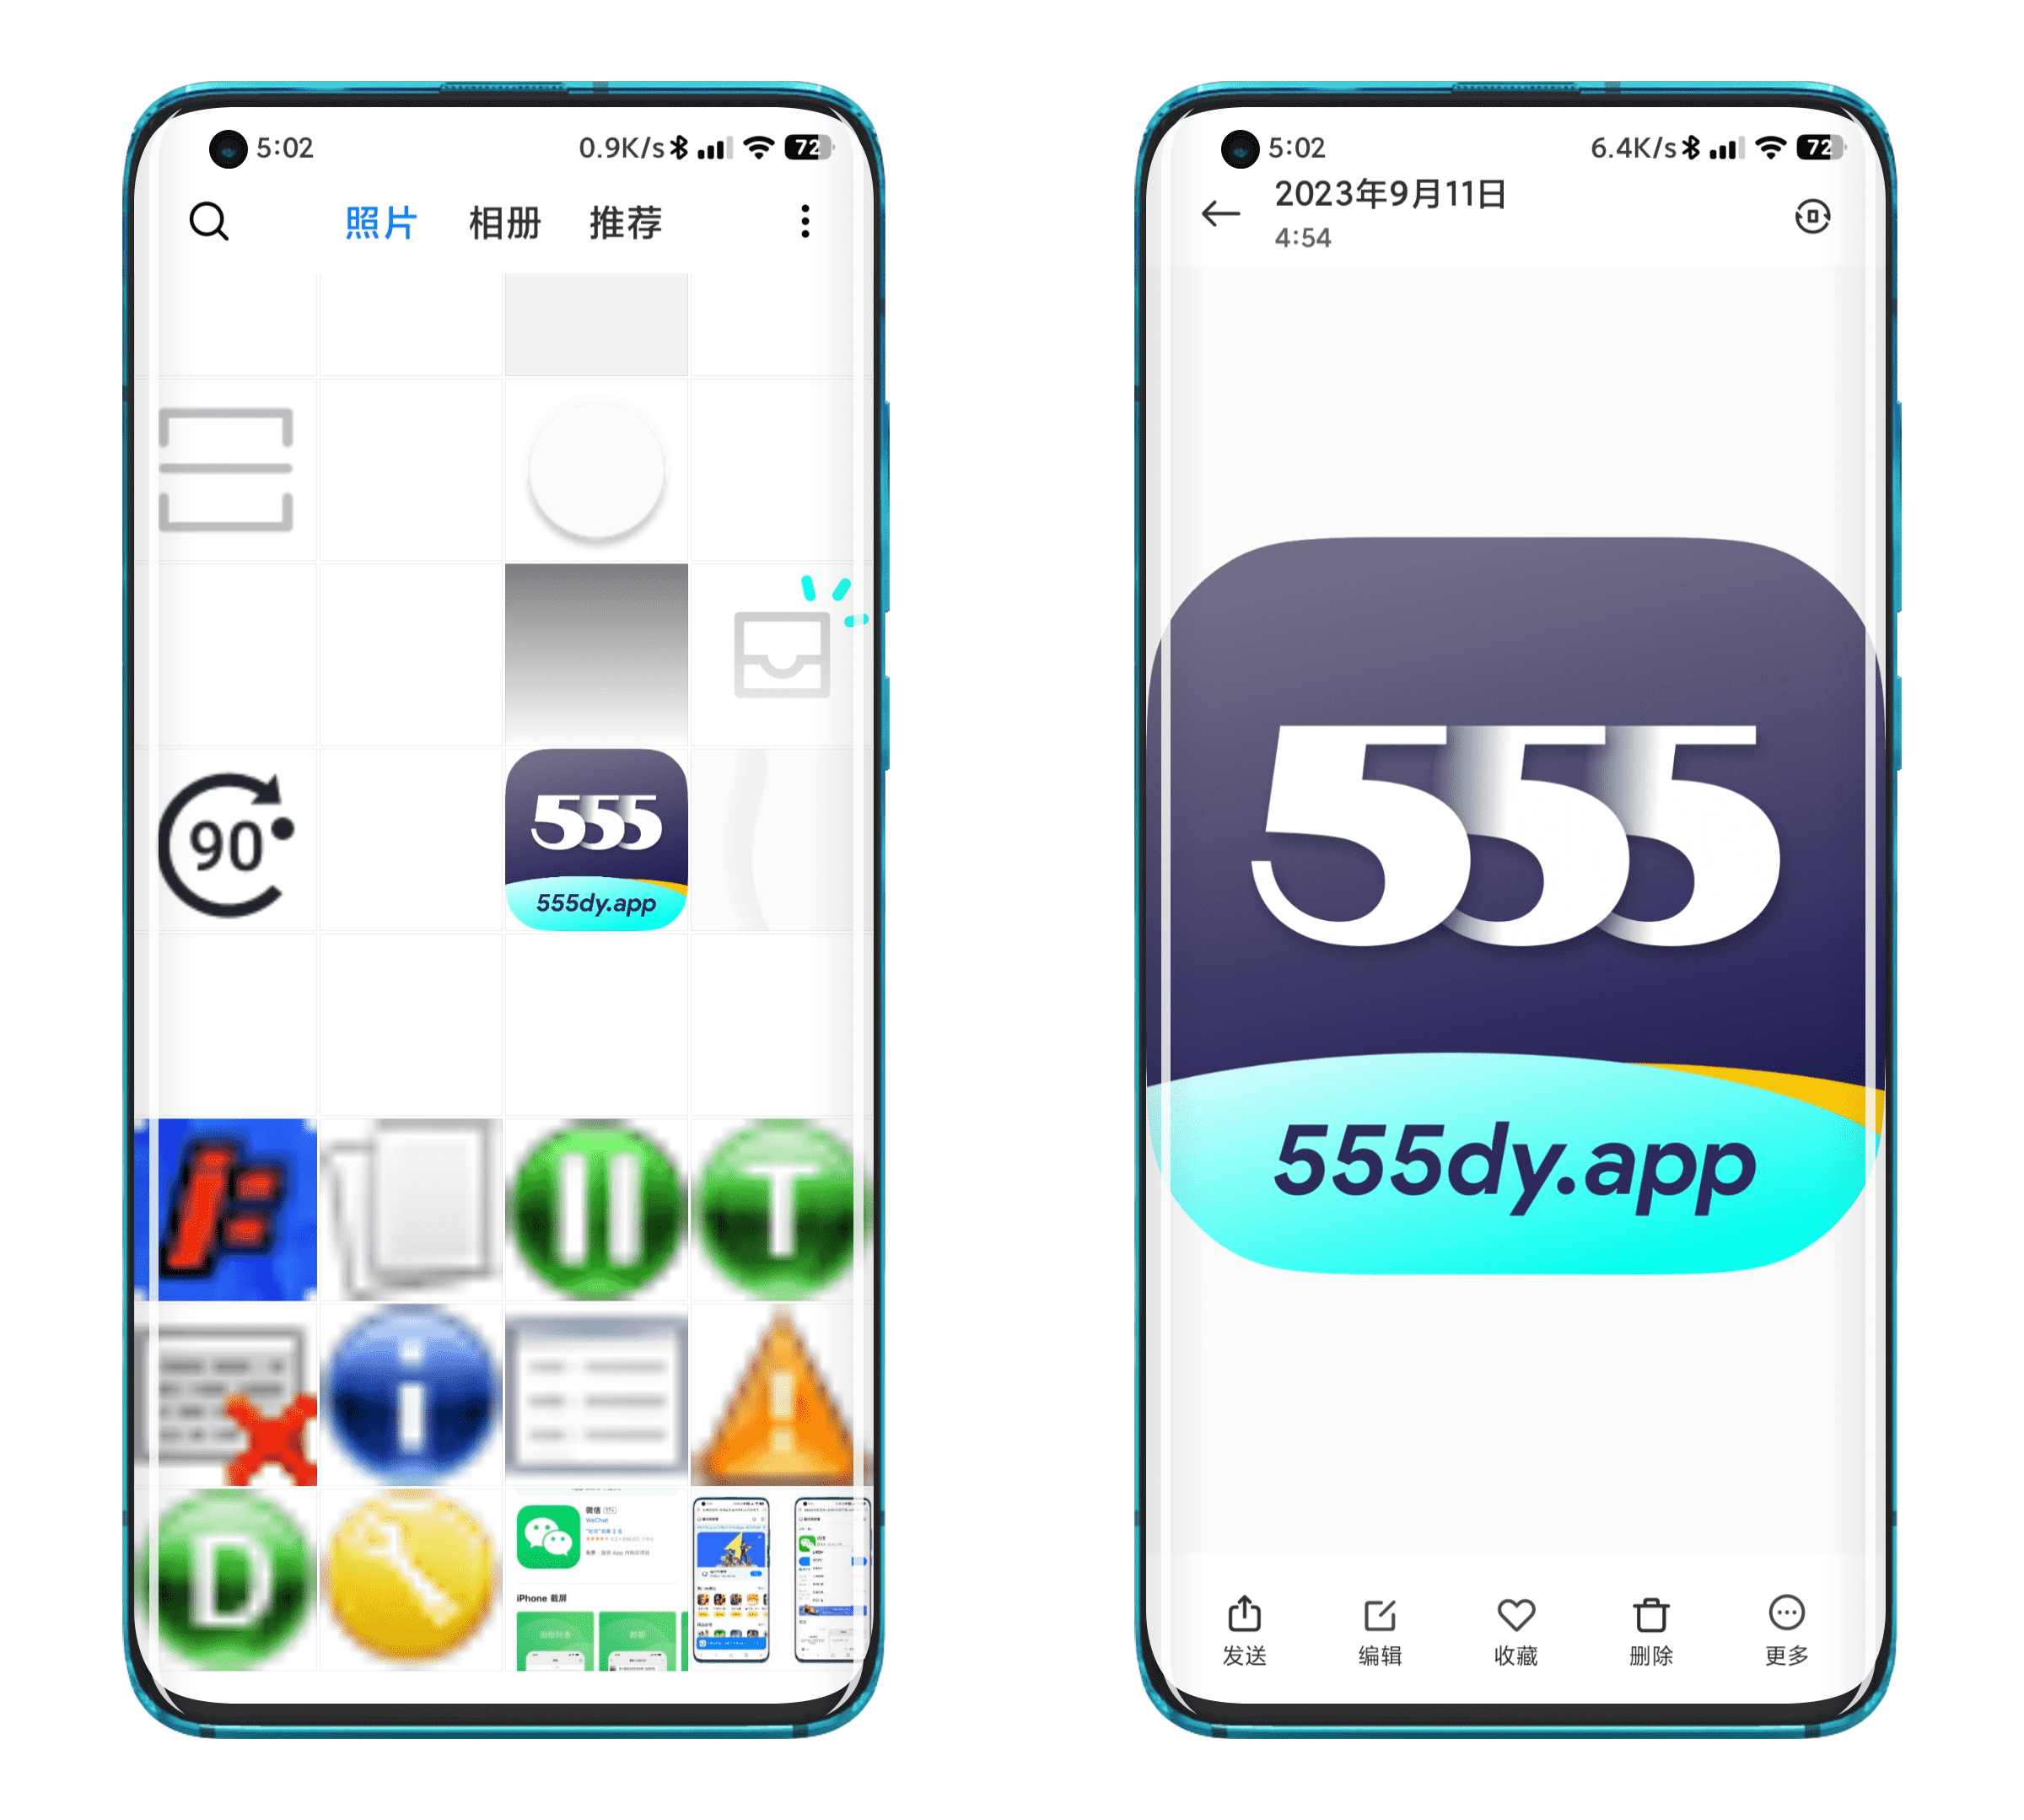 5:02
0.9K/s
72
照片
相册
推荐
90
555
555dy.app
F
T
i
!
D
微信 17+
WeChat
iPhone 截屏
5:02
6.4K/s
72
2023年9月11日
4:54
555
555dy.app
发送
编辑
收藏
删除
更多